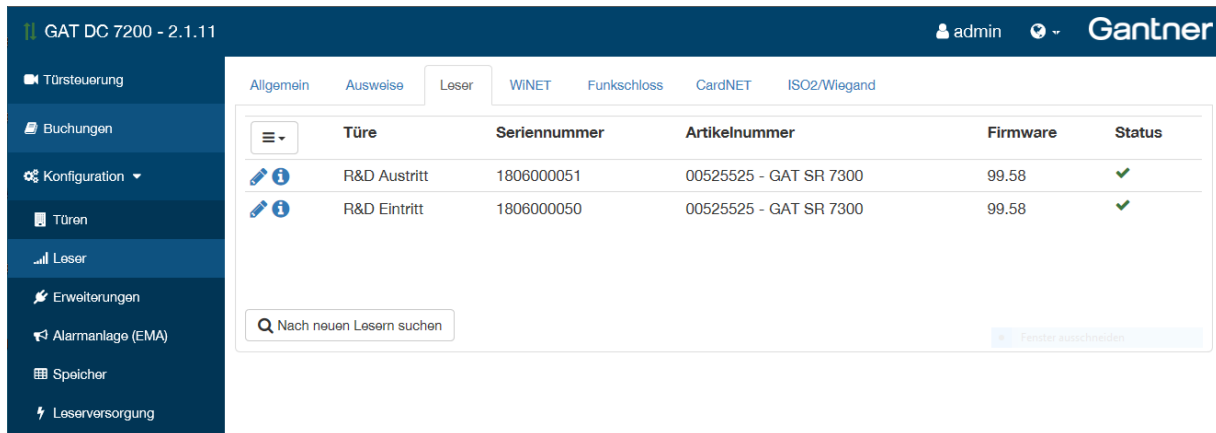 GAT DC 7200 - 2.1.11
admin
Gantner
Türsteuerung
Buchungen
Konfiguration
Türen
Leser
Erweiterungen
Alarmanlage (EMA)
Speicher
Leserversorgung
Allgemein Ausweise Leser WiNET Funkschloss CardNET ISO2/Wiegand
Türe Seriennummer Artikelnummer Firmware Status
R&D Austritt 1806000051 00525525 - GAT SR 7300 99.58
R&D Eintritt 1806000050 00525525 - GAT SR 7300 99.58
Nach neuen Lesern suchen
Fenster ausschneiden